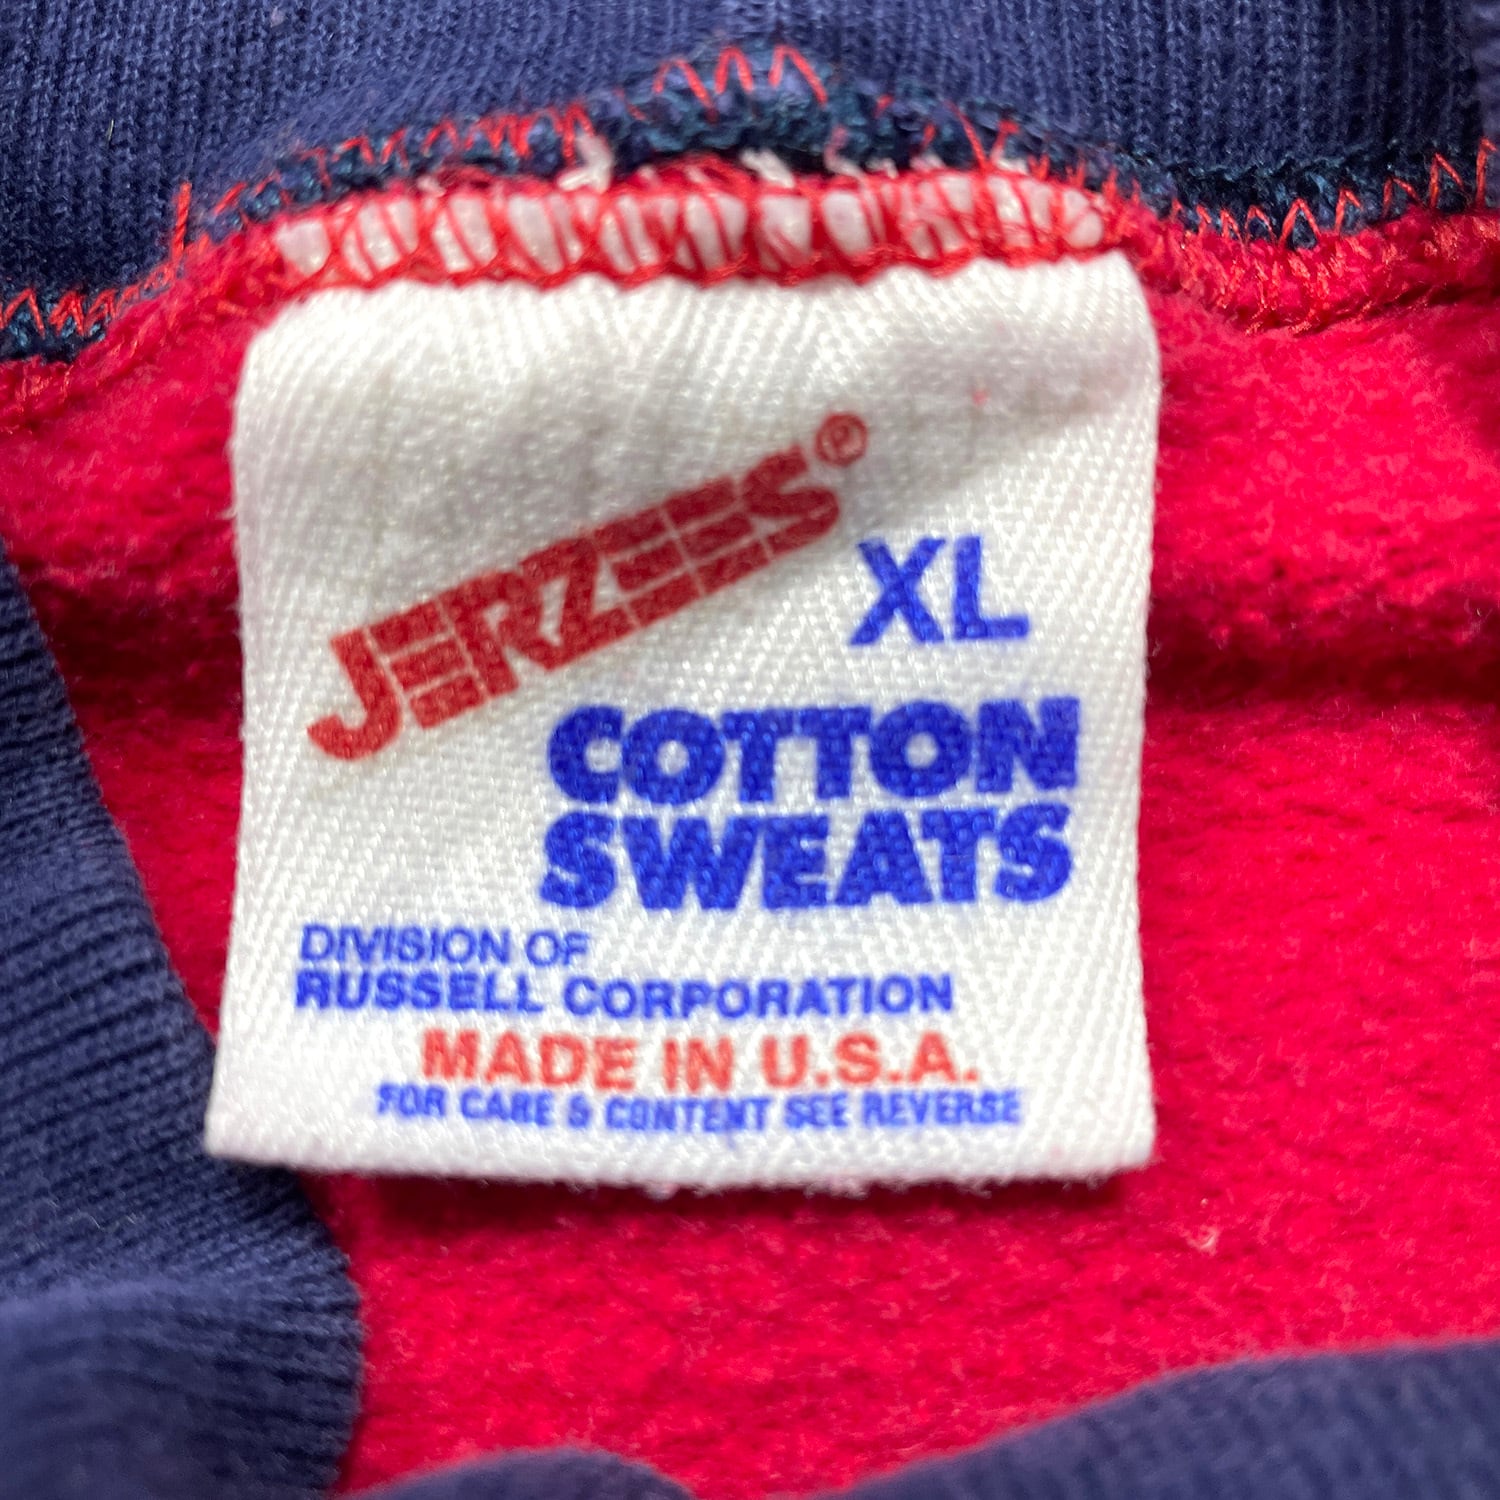 JERZEES®
XL
COTTON
SWEATS
DIVISION OF
RUSSELL CORPORATION
MADE IN U.S.A.
FOR CARE & CONTENT SEE REVERSE